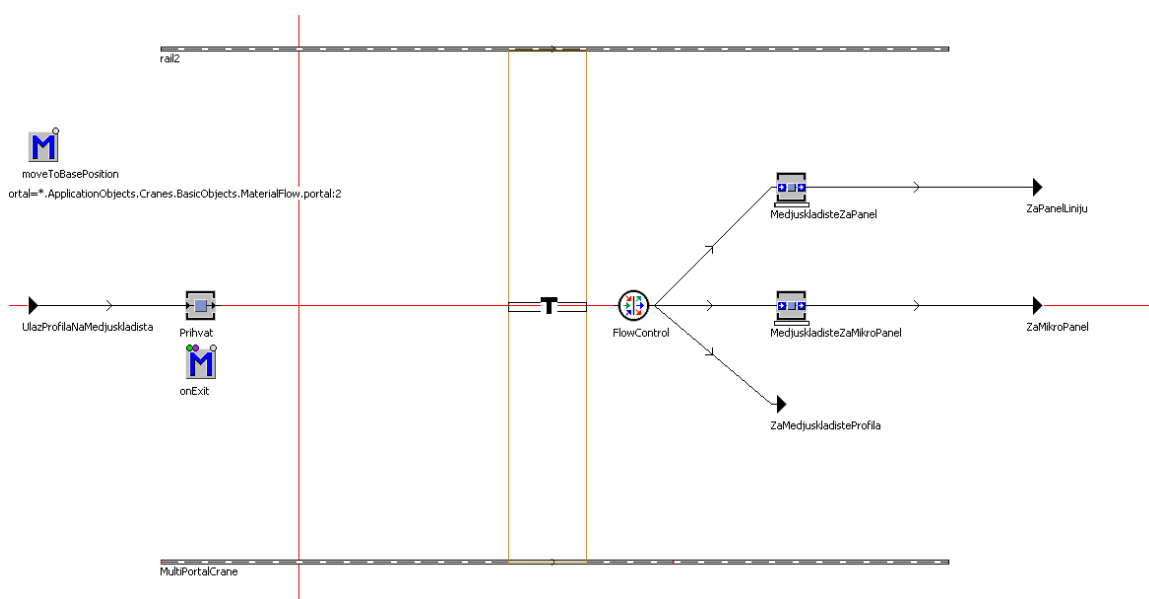 rail2
moveToBasePosition
ortal=*.ApplicationObjects.Cranes.BasicObjects.MaterialFlow.portal:2
MedjuskladisteZaPanel
ZaPanelLiniju
UlazProfilaNaMedjuskladista
Prihvat
FlowControl
MedjuskladisteZaMikroPanel
ZaMikroPanel
onExit
ZaMedjuskladisteProfila
MultiPortalCrane